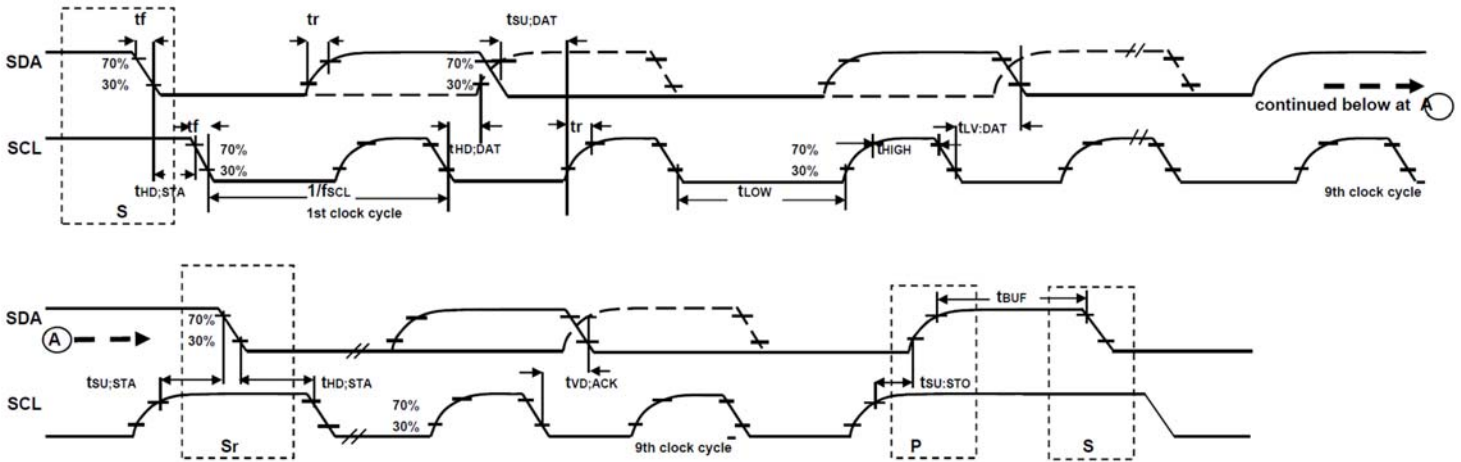 tf tr tSU;DAT
SDA 70% 70%
30% 30%
continued below at A
tf tHD;DAT tr tHIGH tLV:DAT
SCL 70% 70%
30% 30%
tHD;STA 1/fSCL tLOW
S 1st clock cycle 9th clock cycle
tBUF
SDA 70%
A 30%
tSU;STA tHD;STA tVD;ACK tSU:STO
SCL 70%
30%
Sr 9th clock cycle P S